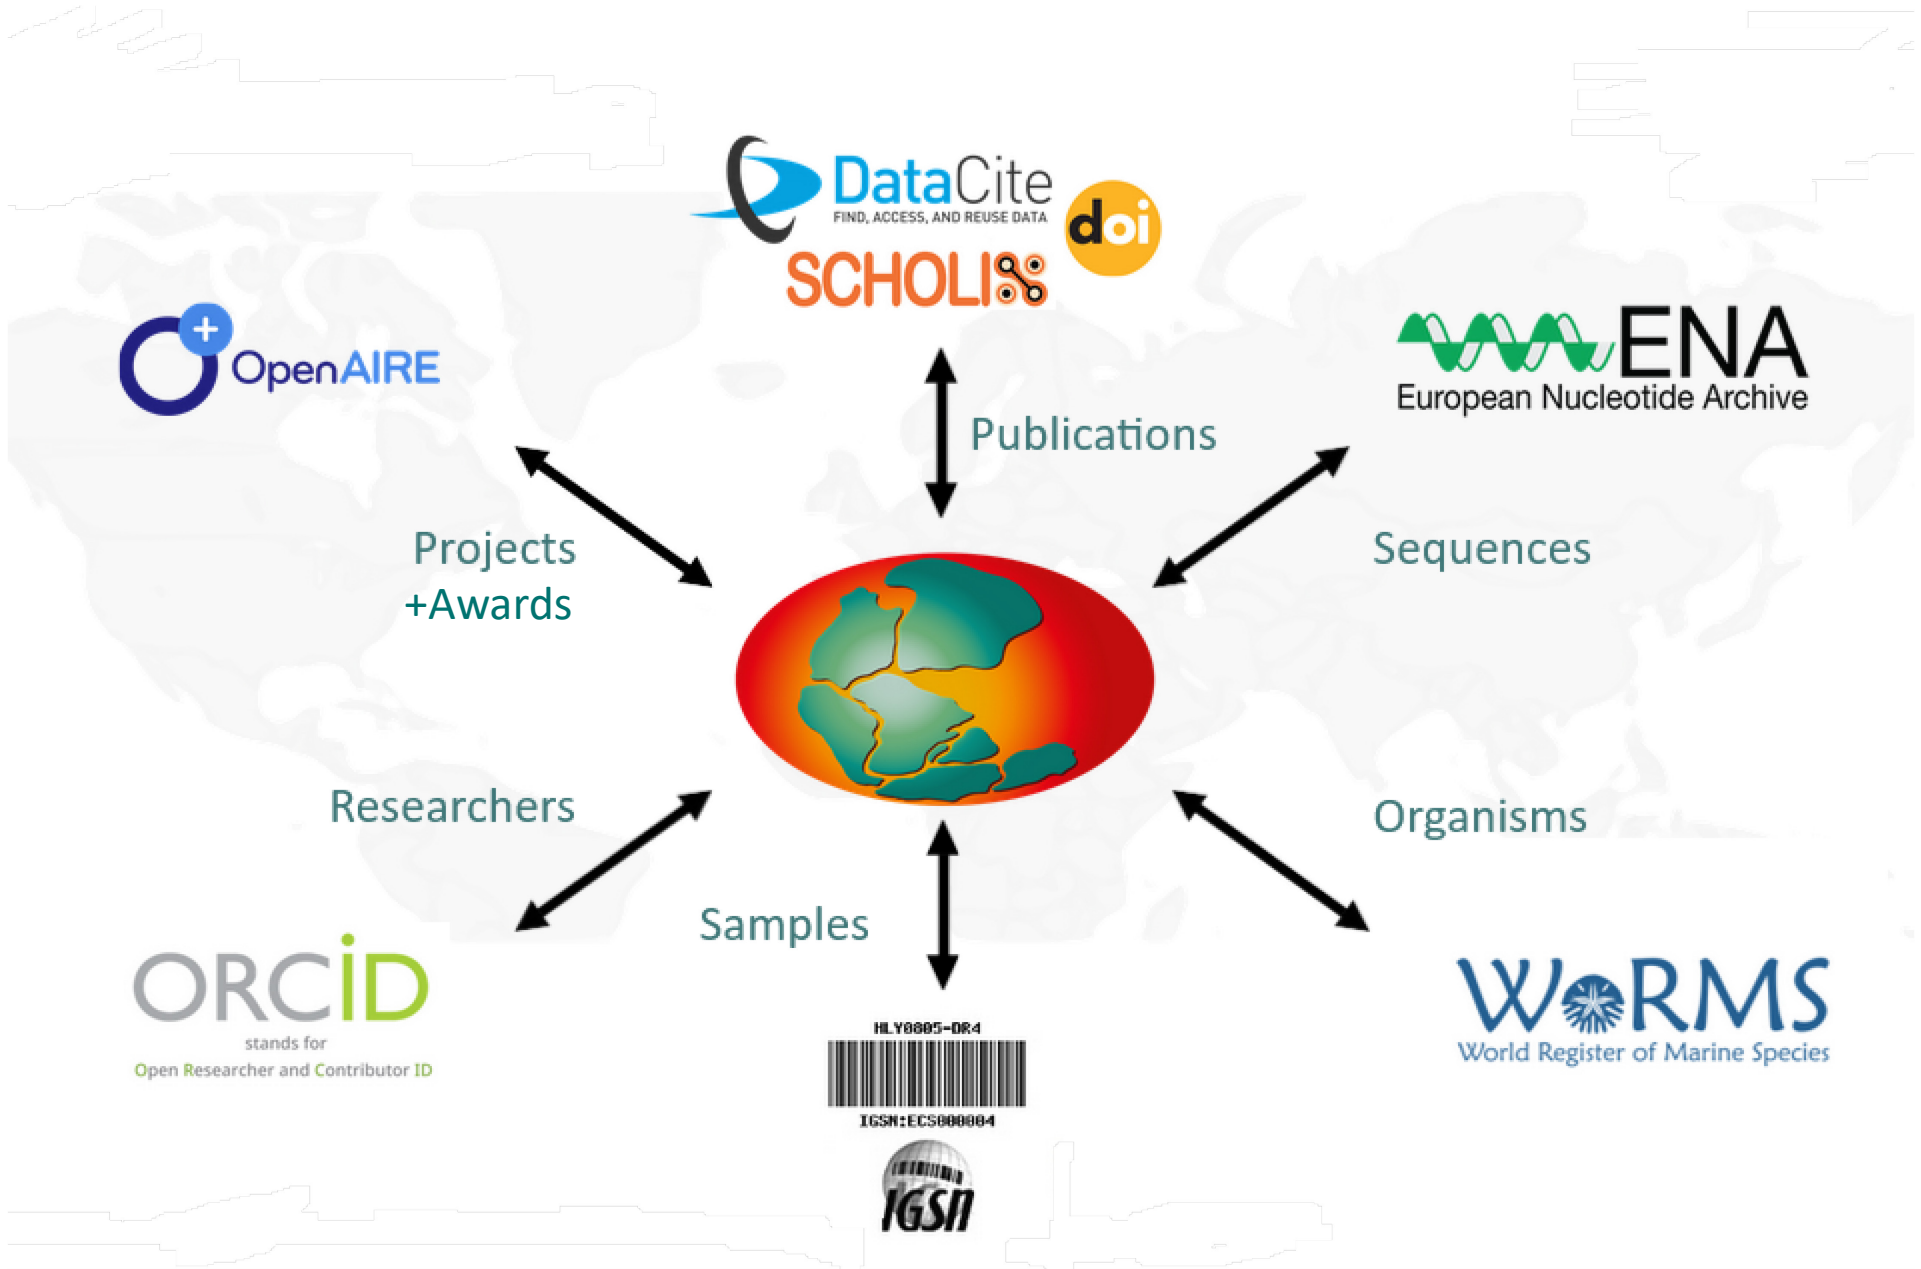 DataCite
FIND, ACCESS, AND REUSE DATA
doi
SCHOLIX
OpenAIRE
ENA
European Nucleotide Archive
Publications
Projects
+Awards
Sequences
Researchers
Organisms
Samples
ORCiD
stands for
Open Researcher and Contributor ID
WoRMS
World Register of Marine Species
HLY0805-DR4
IGSN:ECS000004
IGSN